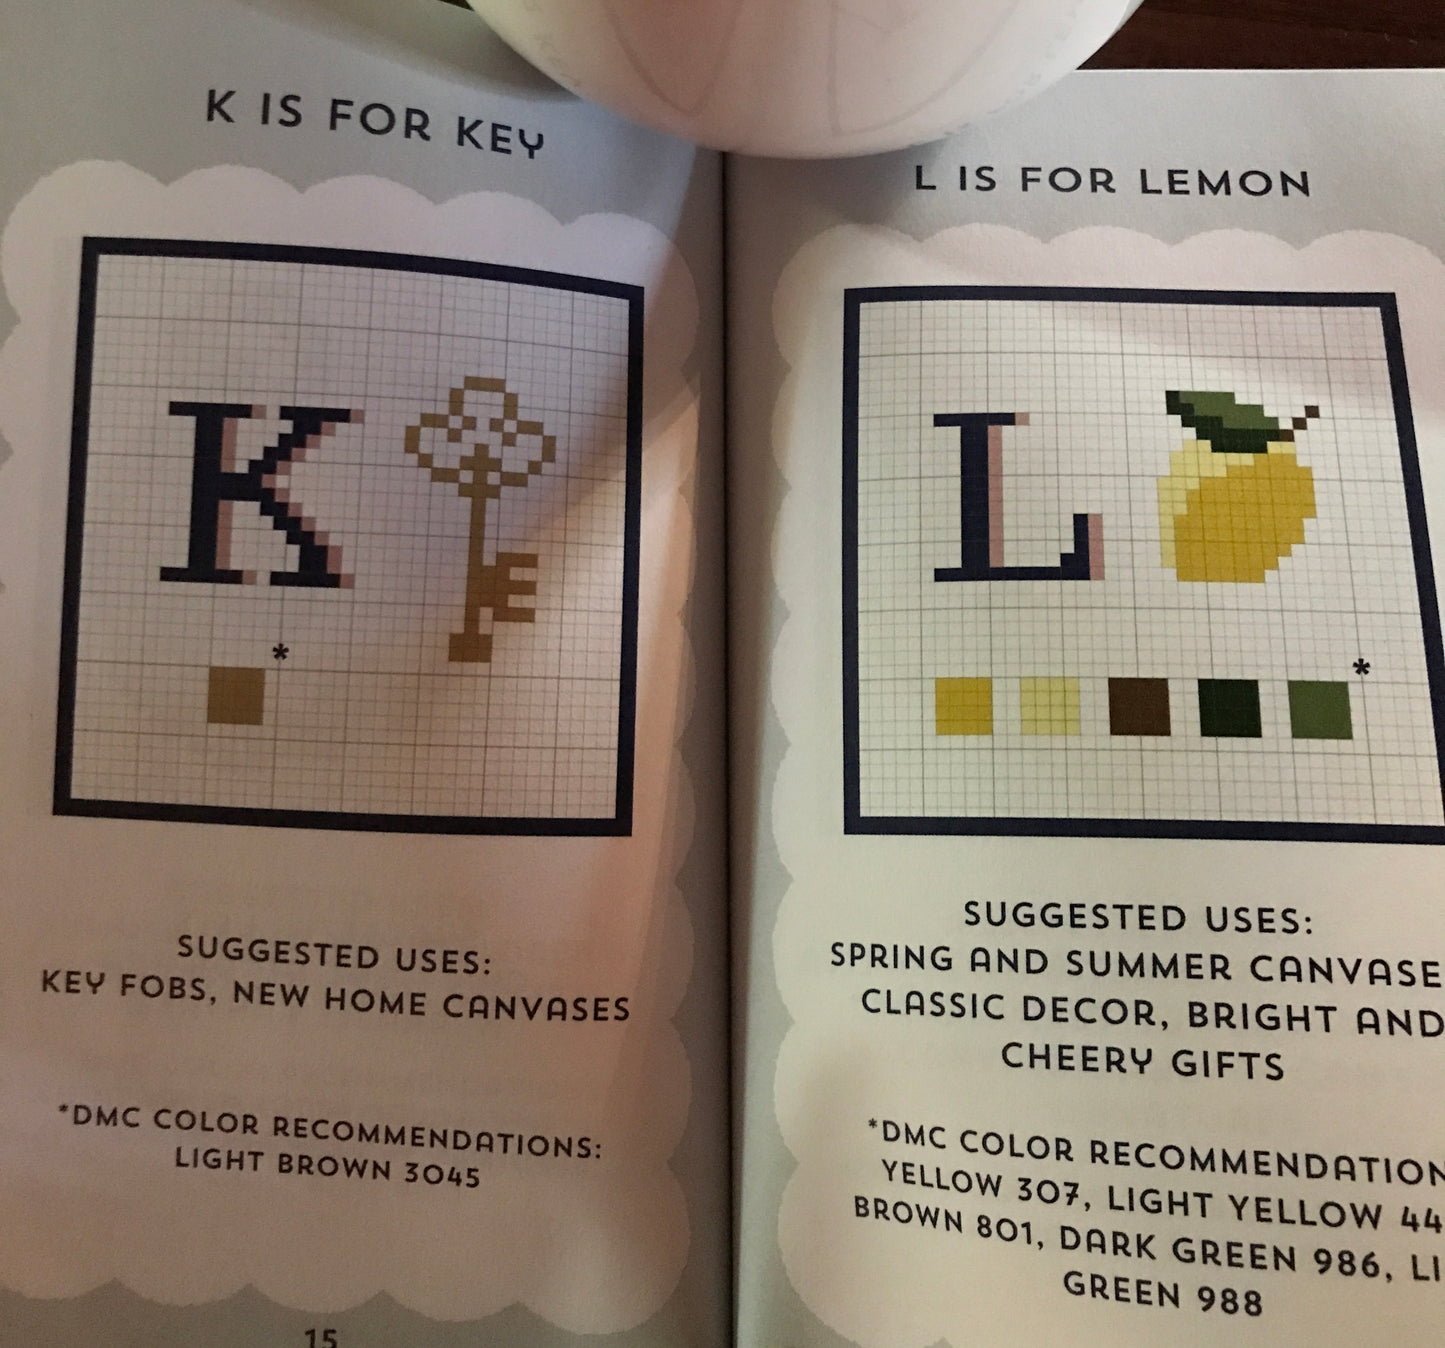 K IS FOR KEY
K
*
SUGGESTED USES:
KEY FOBS, NEW HOME CANVASES
*DMC COLOR RECOMMENDATIONS:
LIGHT BROWN 3045
15
L IS FOR LEMON
L
*
SUGGESTED USES:
SPRING AND SUMMER CANVASE
CLASSIC DECOR, BRIGHT AND
CHEERY GIFTS
*DMC COLOR RECOMMENDATION
YELLOW 307, LIGHT YELLOW 44
BROWN 801, DARK GREEN 986, LI
GREEN 988